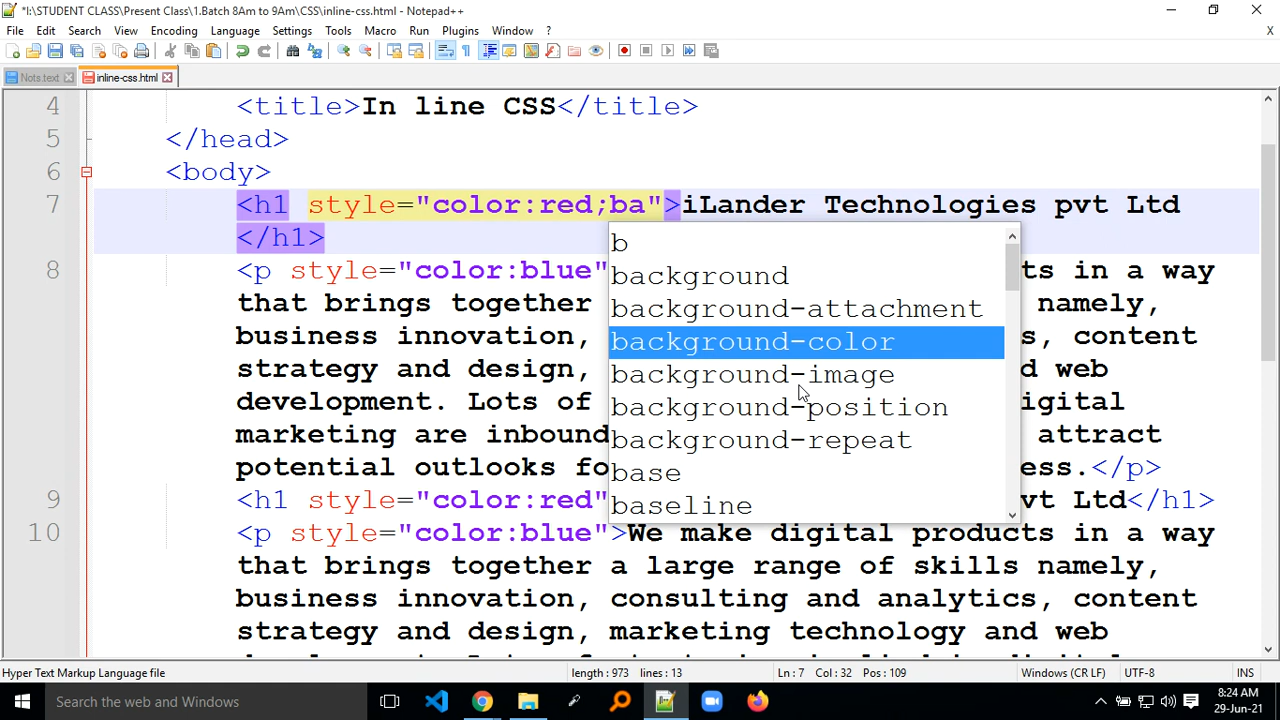 *I:\STUDENT CLASS\Present Class\1.Batch 8Am to 9Am\CSS\inline-css.html - Notepad++
File Edit Search View Encoding Language Settings Tools Macro Run Plugins Window ? X
Nots.text inline-css.html
4 <title>In line CSS</title>
5 </head>
6 <body>
7 <h1 style="color:red;ba">iLander Technologies pvt Ltd
</h1>
8 <p style="color:blue" ts in a way
that brings together namely,
business innovation, s, content
strategy and design, d web
development. Lots of igital
marketing are inbound attract
potential outlooks fo ess.</p>
b
background
background-attachment
background-color
background-image
background-position
background-repeat
base
baseline
9 <h1 style="color:red" vt Ltd</h1>
10 <p style="color:blue">We make digital products in a way
that brings together a large range of skills namely,
business innovation, consulting and analytics, content
strategy and design, marketing technology and web
Hyper Text Markup Language file length : 973 lines : 13 Ln : 7 Col : 32 Pos : 109 Windows (CR LF) UTF-8 INS
Search the web and Windows
8:24 AM
29-Jun-21